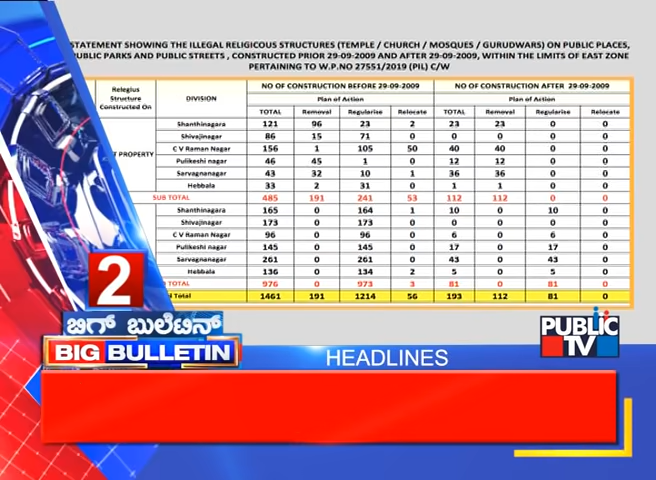 STATEMENT SHOWING THE ILLEGAL RELIGICOUS STRUCTURES (TEMPLE / CHURCH / MOSQUES / GURUDWARS) ON PUBLIC PLACES,
PUBLIC PARKS AND PUBLIC STREETS , CONSTRUCTED PRIOR 29-09-2009 AND AFTER 29-09-2009, WITHIN THE LIMITS OF EAST ZONE
PERTAINING TO W.P.NO 27551/2019 (PIL) C/W
Relegius Structure Constructed On DIVISION NO OF CONSTRUCTION BEFORE 29-09-2009 NO OF CONSTRUCTION AFTER 29-09-2009
Plan of Action Plan of Action
TOTAL Removal Regularise Relocate TOTAL Removal Regularise Relocate
Shanthinagara 121 96 23 2 23 23 0 0
Shivajinagar 86 15 71 0 0 0 0
C V Raman Nagar 156 1 105 50 40 40 0 0
PROPERTY
Pulikeshi nagar 46 45 1 0 12 12 0 0
Sarvagnanagar 43 32 10 1 36 36 0 0
Hebbala 33 2 31 0 1 1 0 0
SUB TOTAL 485 191 241 53 112 112 0 0
Shanthinagara 165 0 164 1 10 0 10 0
Shivajinagar 173 0 173 0 0 0 0 0
C V Raman Nagar 96 0 96 0 6 0 6 0
Pulikeshi nagar 145 0 145 0 17 0 17 0
Sarvagnanagar 261 0 261 0 43 0 43 0
Hebbala 136 0 134 2 5 0 5 0
TOTAL 976 0 973 3 81 0 81 0
Total 1461 191 1214 56 193 112 81 0
2
ಬಿಗ್ ಬುಲೆಟಿನ್
BIG BULLETIN
HEADLINES
PUBLIC
TV